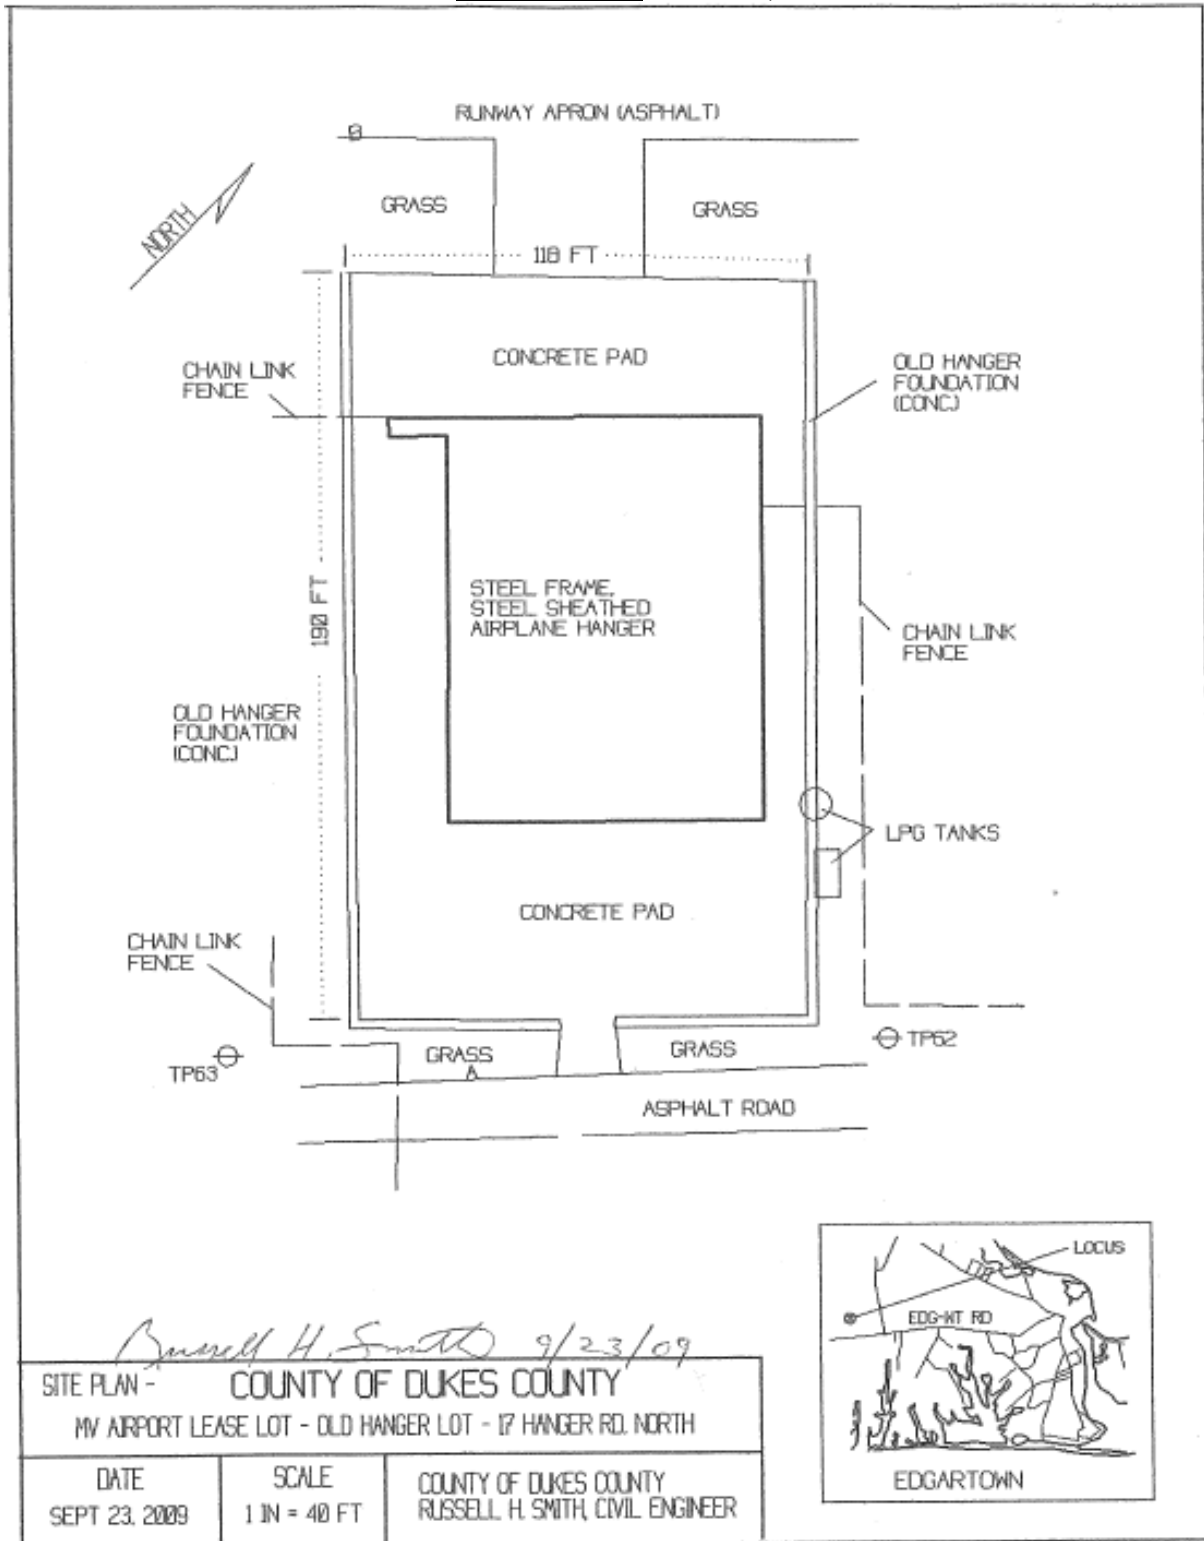 RUNWAY APRON (ASPHALT)
NORTH
GRASS
GRASS
118 FT
CONCRETE PAD
CHAIN LINK
FENCE
OLD HANGER
FOUNDATION
(CONC.)
190 FT
STEEL FRAME,
STEEL SHEATHED
AIRPLANE HANGER
CHAIN LINK
FENCE
OLD HANGER
FOUNDATION
(CONC.)
LPG TANKS
CONCRETE PAD
CHAIN LINK
FENCE
TP63
GRASS
GRASS
TP62
ASPHALT ROAD
LOCUS
EDG-WT RD
EDGARTOWN
Russell H. Smith 9/23/09
SITE PLAN - COUNTY OF DUKES COUNTY
MV AIRPORT LEASE LOT - OLD HANGER LOT - 17 HANGER RD. NORTH
DATE
SEPT 23, 2009
SCALE
1 IN = 40 FT
COUNTY OF DUKES COUNTY
RUSSELL H. SMITH, CIVIL ENGINEER